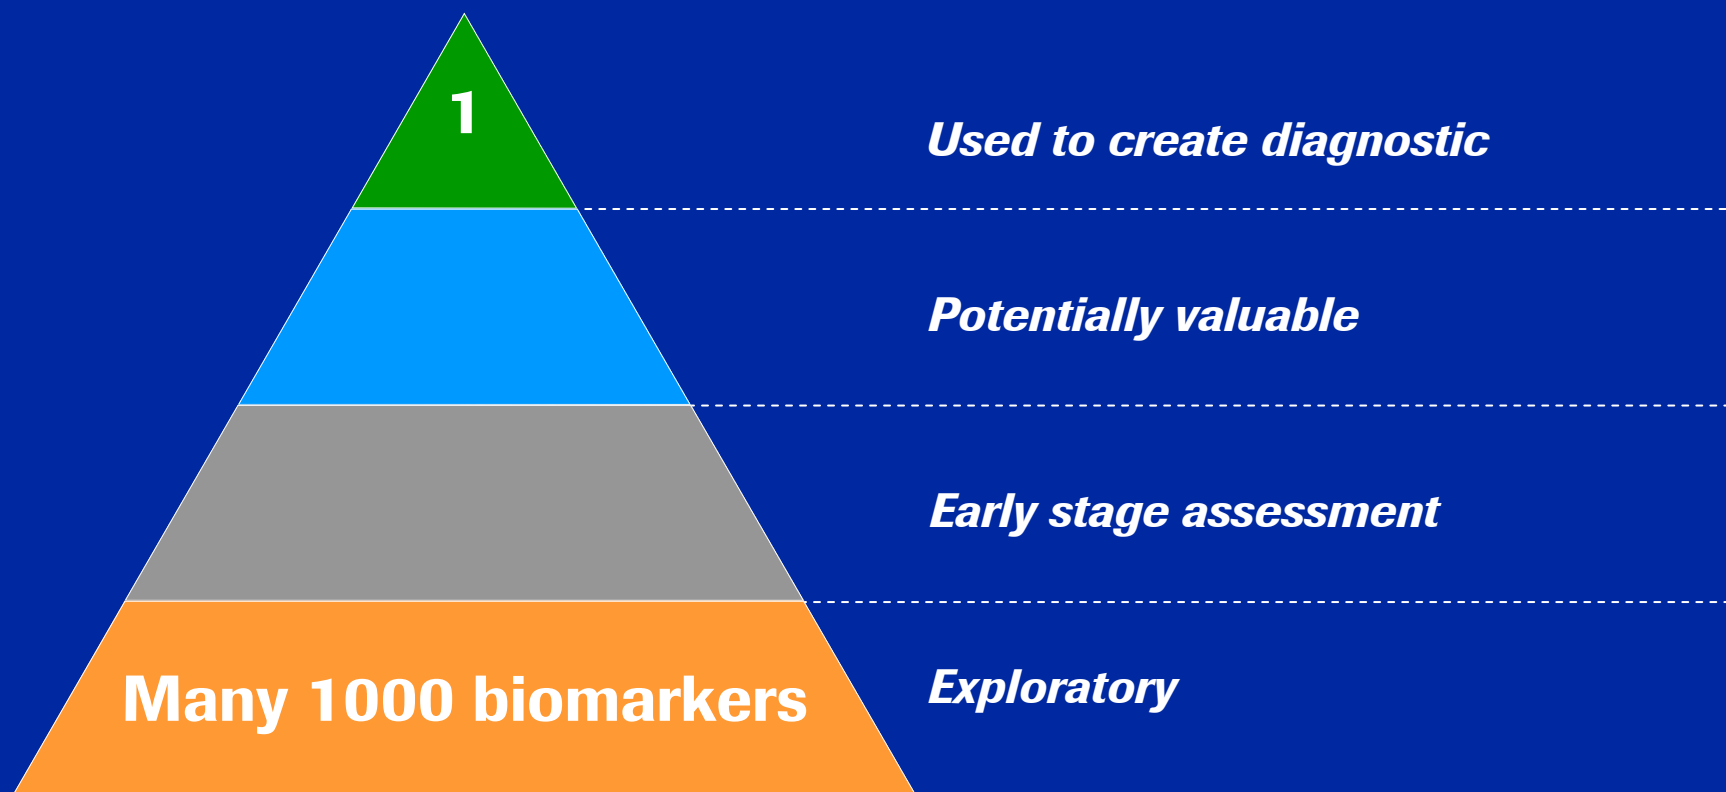 1
Used to create diagnostic
Potentially valuable
Early stage assessment
Many 1000 biomarkers
Exploratory